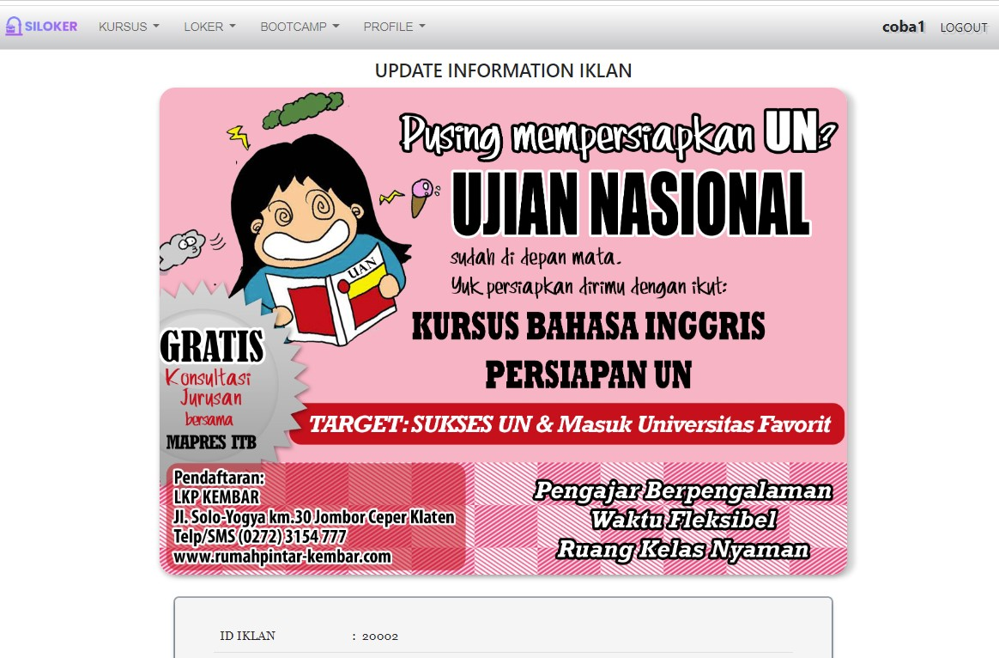 SILOKER KURSUS LOKER BOOTCAMP PROFILE coba1 LOGOUT
UPDATE INFORMATION IKLAN
Pusing mempersiapkan UN?
UJIAN NASIONAL
sudah di depan mata.
Yuk persiapkan dirimu dengan ikut:
UAN
KURSUS BAHASA INGGRIS
PERSIAPAN UN
GRATIS
Konsultasi
Jurusan
bersama
MAPRES ITB
TARGET: SUKSES UN & Masuk Universitas Favorit
Pendaftaran:
LKP KEMBAR
Jl. Solo-Yogya km.30 Jombor Ceper Klaten
Telp/SMS (0272) 3154 777
www.rumahpintar-kembar.com
Pengajar Berpengalaman
Waktu Fleksibel
Ruang Kelas Nyaman
ID IKLAN : 20002